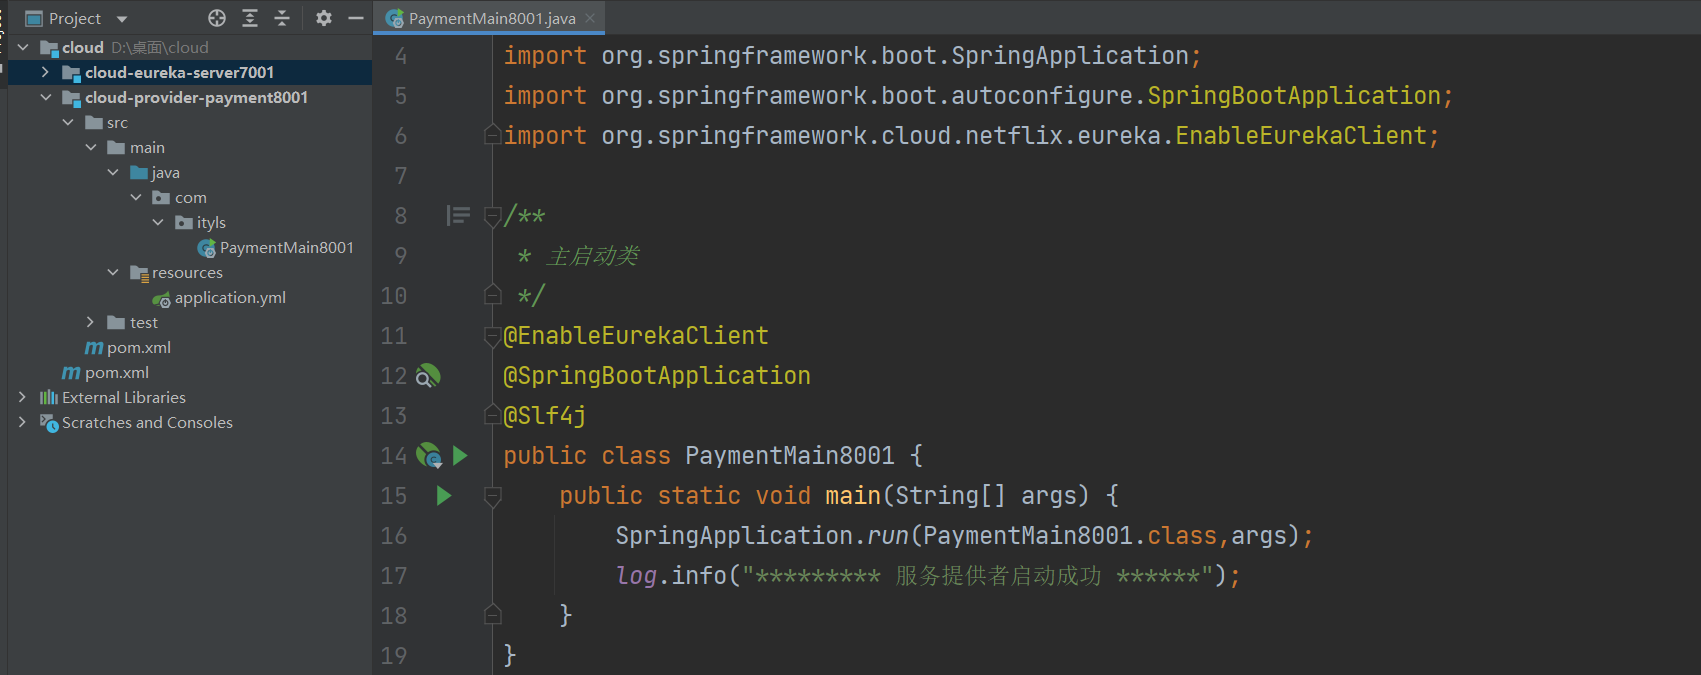 Project
cloud D:\桌面\cloud
cloud-eureka-server7001
cloud-provider-payment8001
src
main
java
com
ityls
PaymentMain8001
resources
application.yml
test
pom.xml
pom.xml
External Libraries
Scratches and Consoles
PaymentMain8001.java
4 import org.springframework.boot.SpringApplication;
5 import org.springframework.boot.autoconfigure.SpringBootApplication;
6 import org.springframework.cloud.netflix.eureka.EnableEurekaClient;
7
8 /**
9 * 主启动类
10 */
11 @EnableEurekaClient
12 @SpringBootApplication
13 @Slf4j
14 public class PaymentMain8001 {
15 public static void main(String[] args) {
16 SpringApplication.run(PaymentMain8001.class,args);
17 log.info("********* 服务提供者启动成功 ******");
18 }
19 }